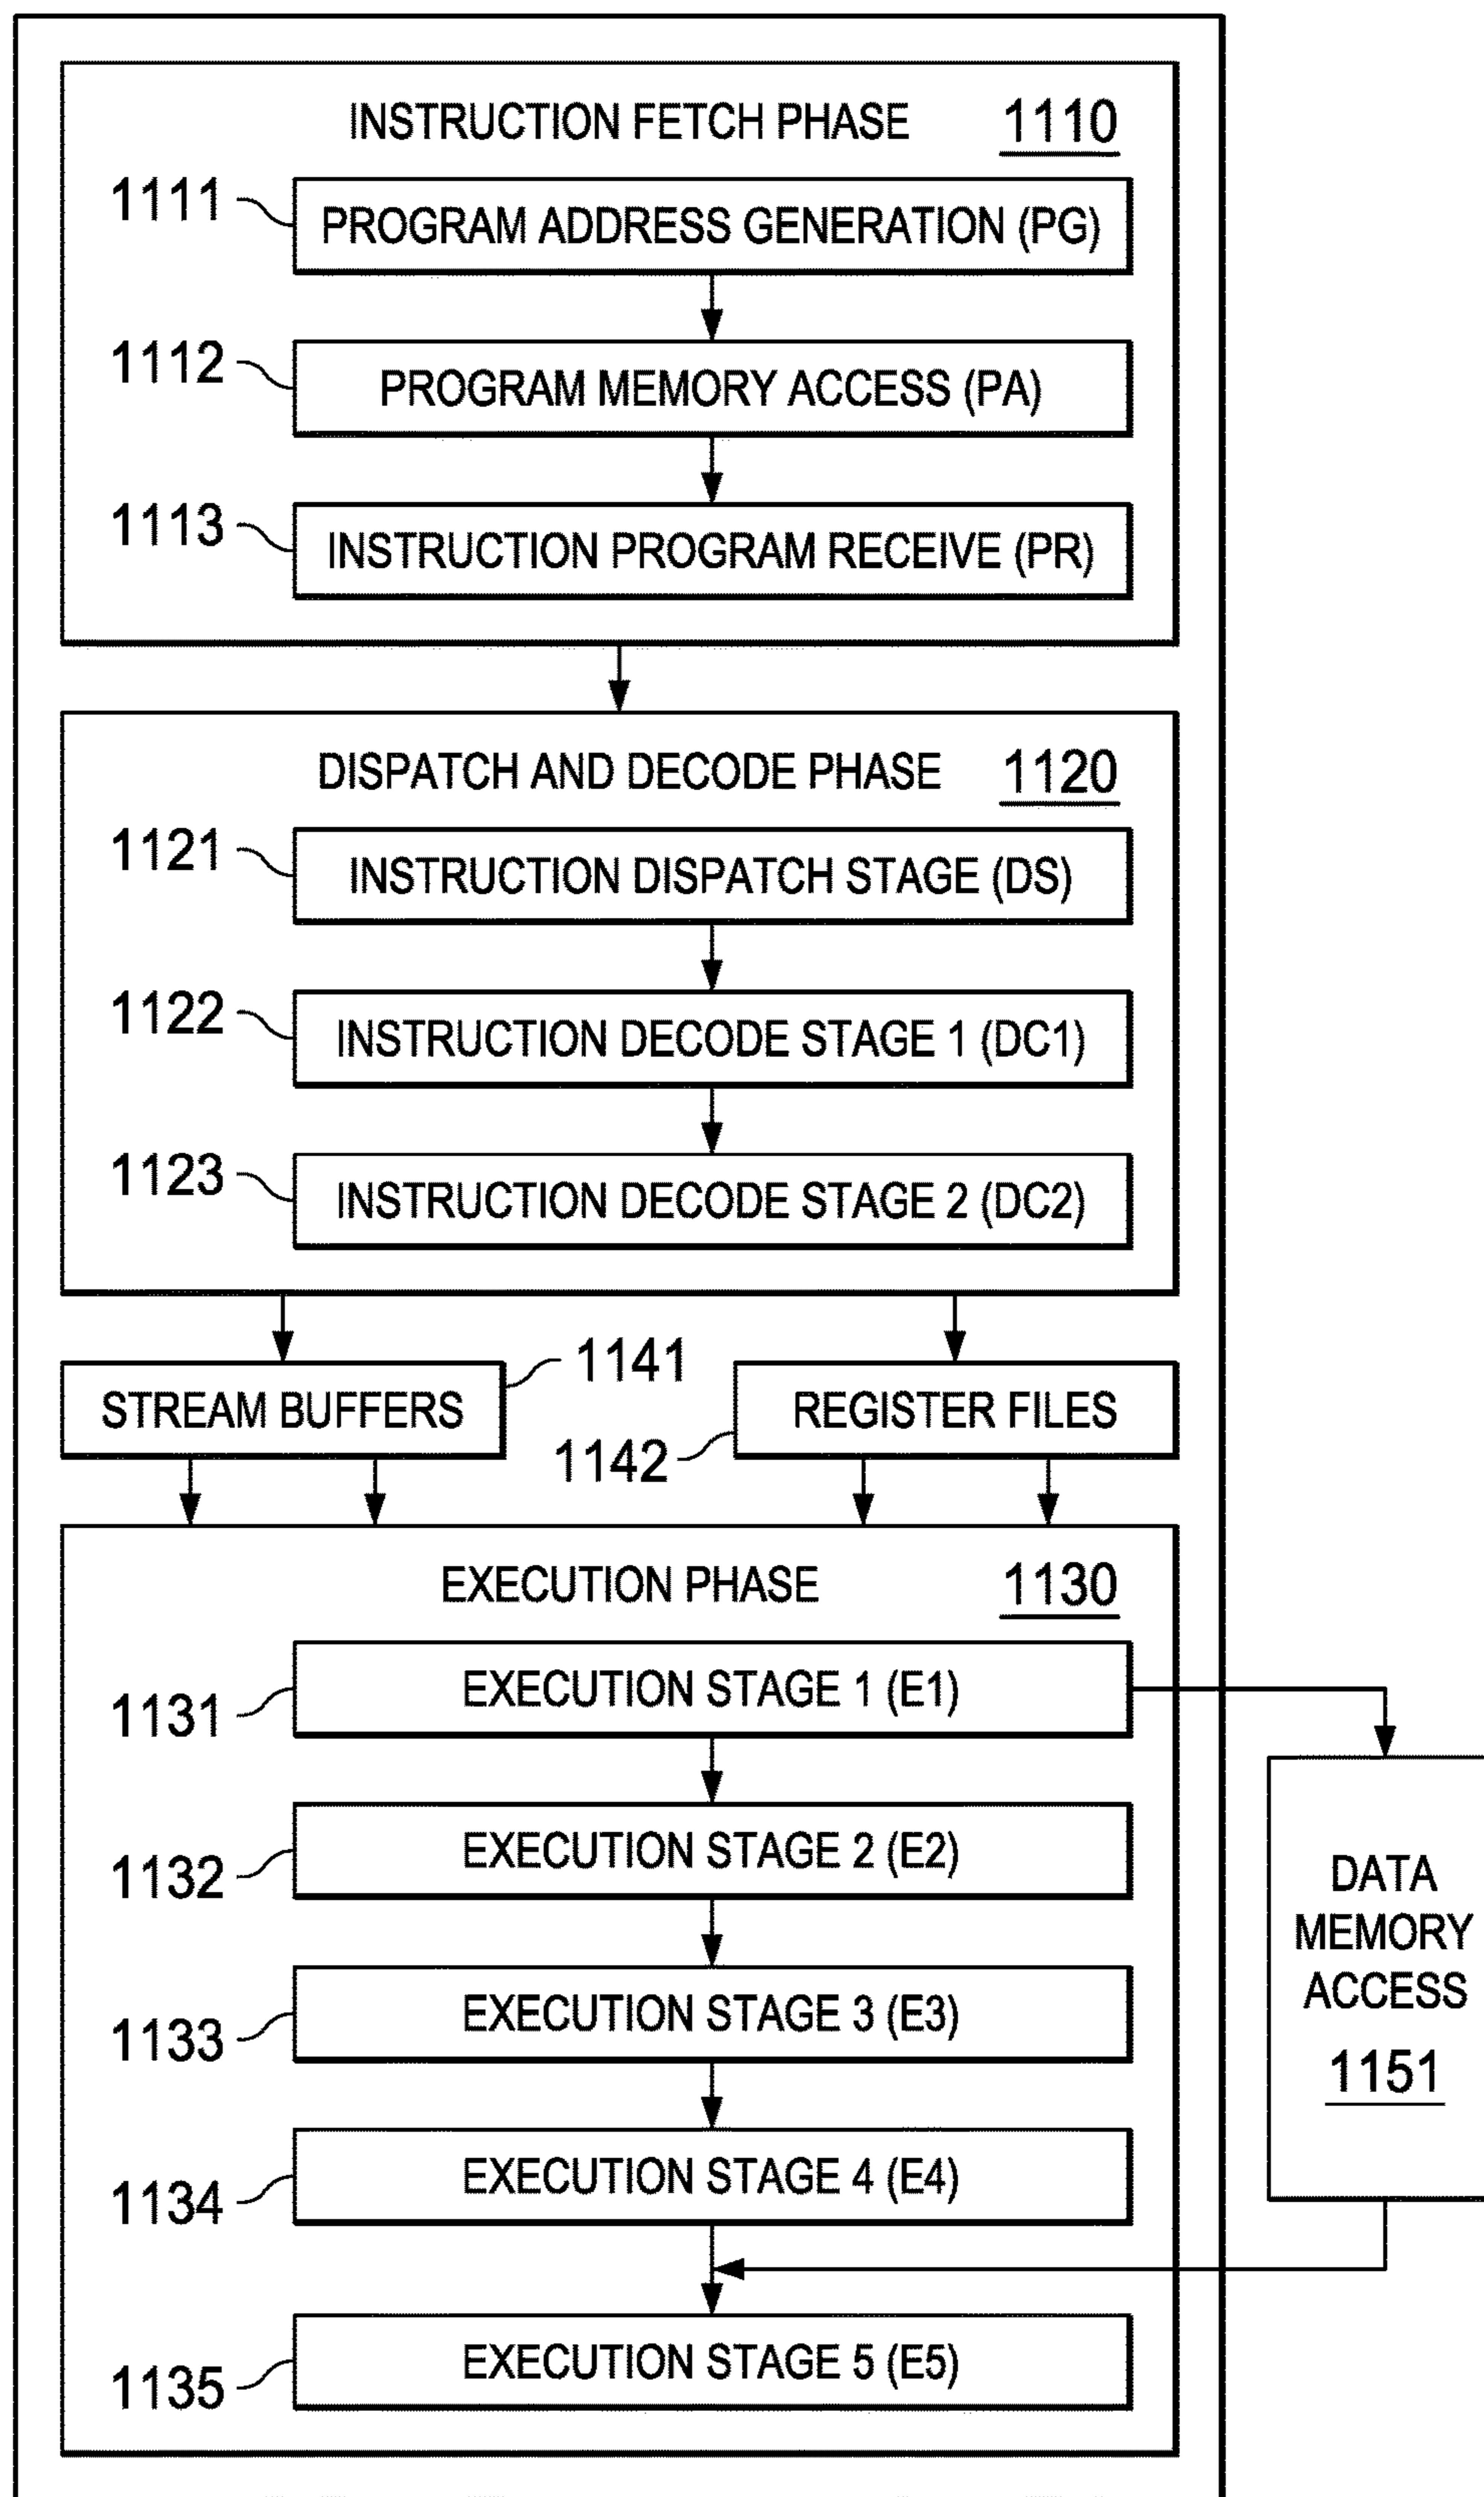 INSTRUCTION FETCH PHASE 1110
1111 PROGRAM ADDRESS GENERATION (PG)
1112 PROGRAM MEMORY ACCESS (PA)
1113 INSTRUCTION PROGRAM RECEIVE (PR)
DISPATCH AND DECODE PHASE 1120
1121 INSTRUCTION DISPATCH STAGE (DS)
1122 INSTRUCTION DECODE STAGE 1 (DC1)
1123 INSTRUCTION DECODE STAGE 2 (DC2)
1141
STREAM BUFFERS
REGISTER FILES
1142
EXECUTION PHASE 1130
1131 EXECUTION STAGE 1 (E1)
1132 EXECUTION STAGE 2 (E2)
1133 EXECUTION STAGE 3 (E3)
1134 EXECUTION STAGE 4 (E4)
1135 EXECUTION STAGE 5 (E5)
DATA
MEMORY
ACCESS
1151